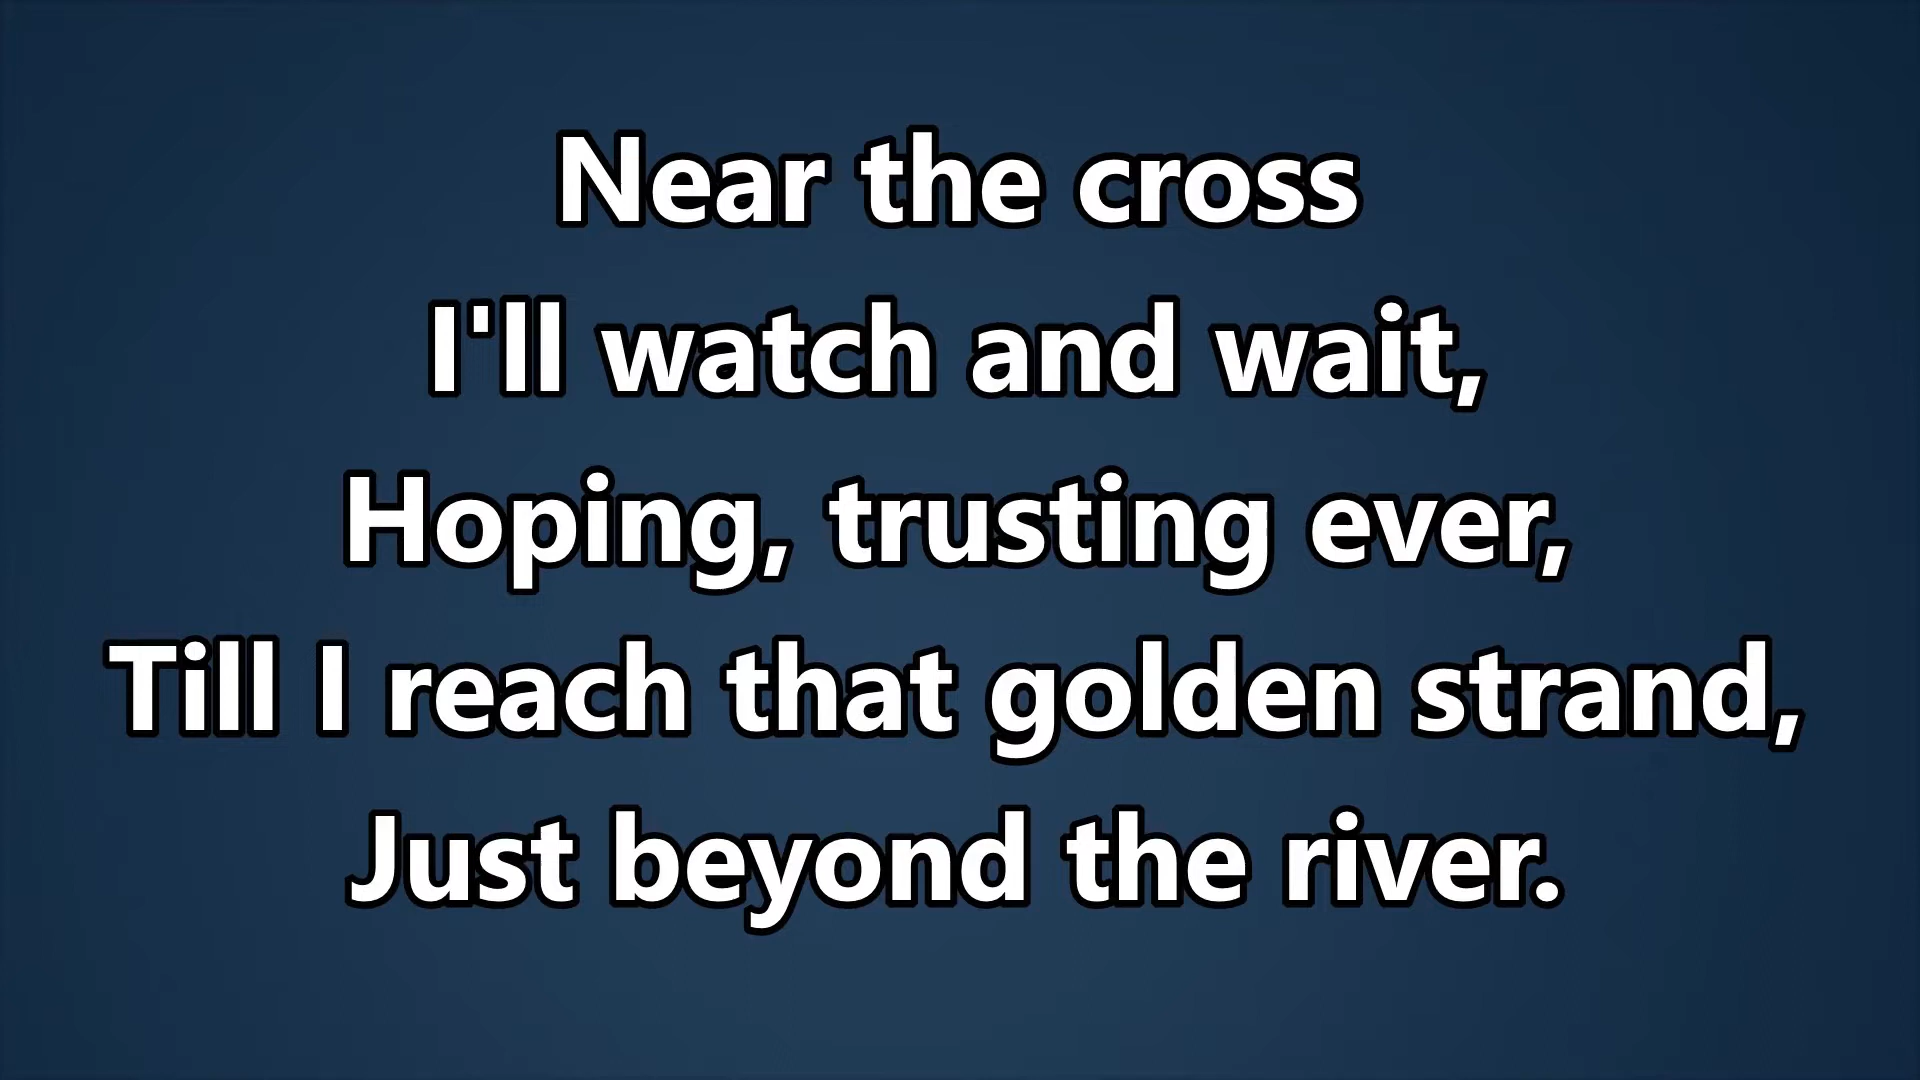 Near the cross
I'll watch and wait,
Hoping, trusting ever,
Till I reach that golden strand,
Just beyond the river.